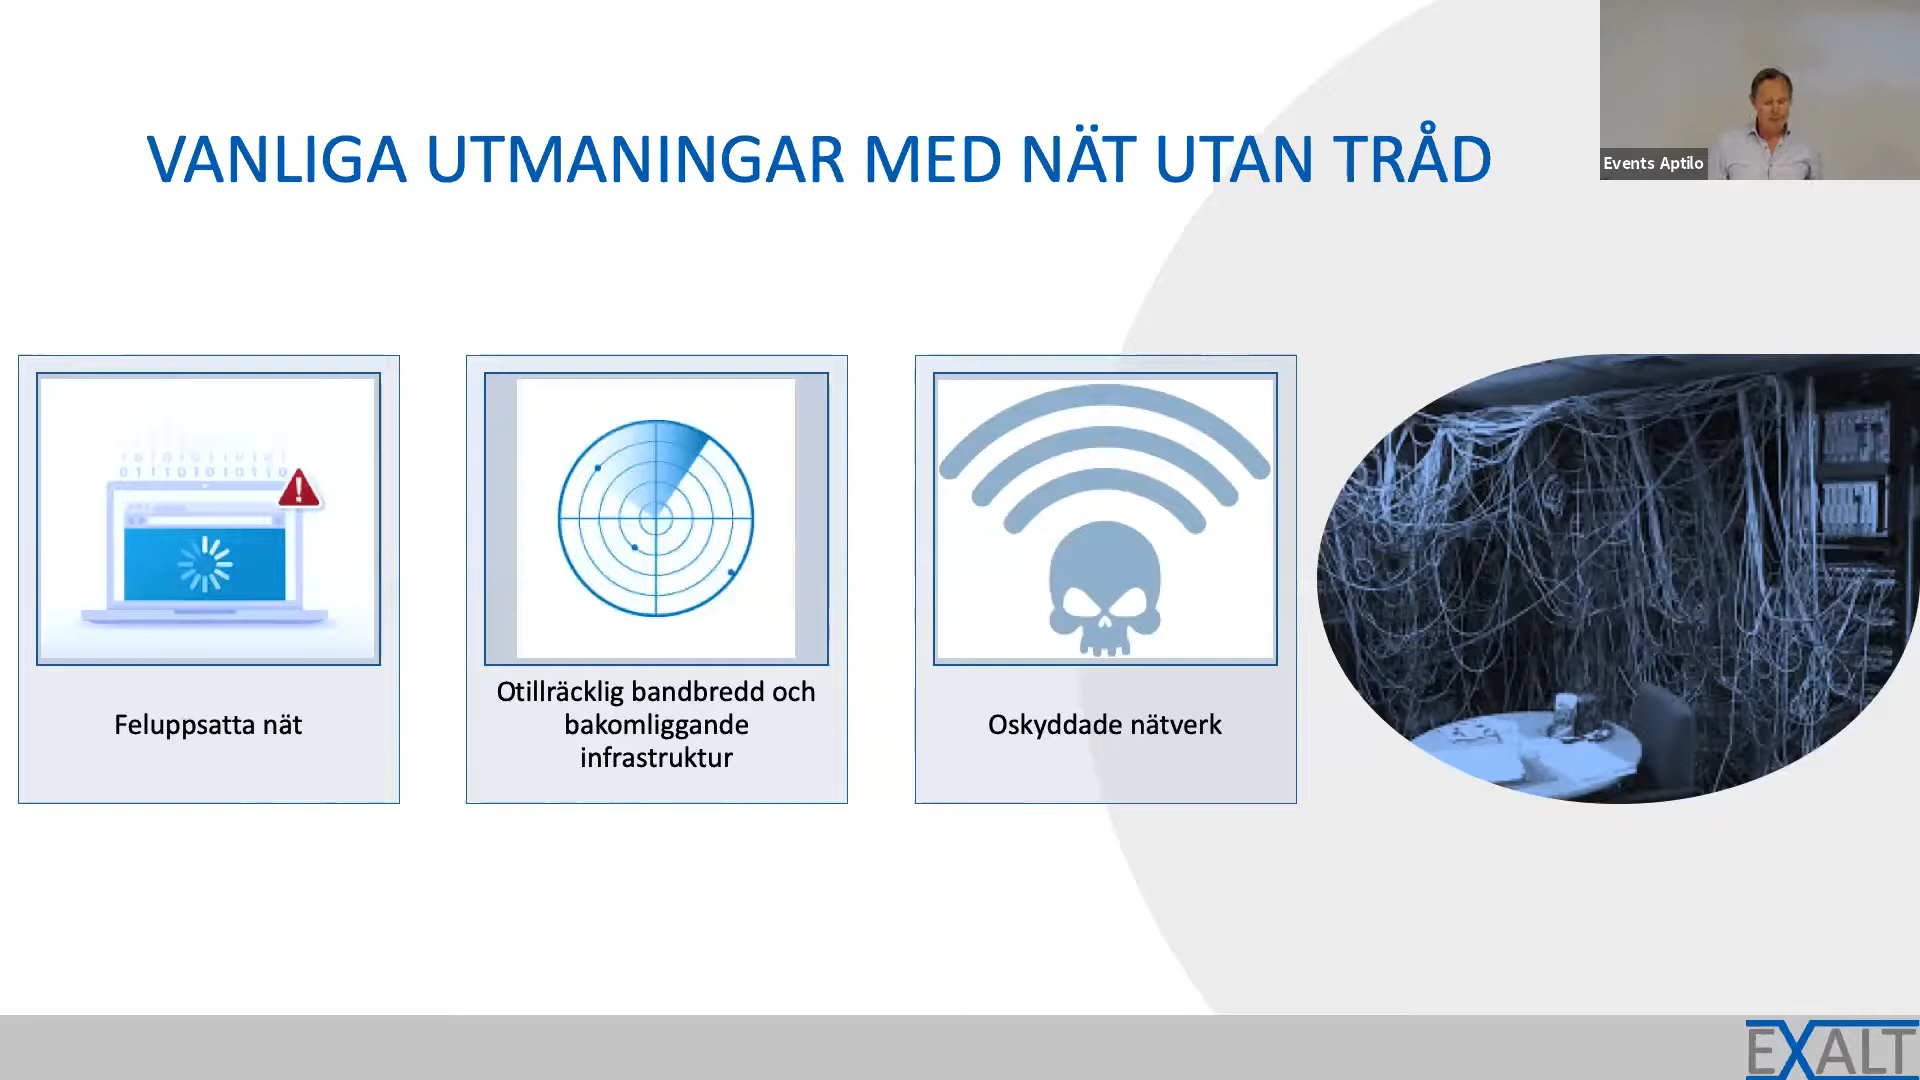 VANLIGA UTMANINGAR MED NÄT UTAN TRÅD
Events Aptilo
Feluppsatta nät
Otillräcklig bandbredd och
bakomliggande
infrastruktur
Oskyddade nätverk
EXALT